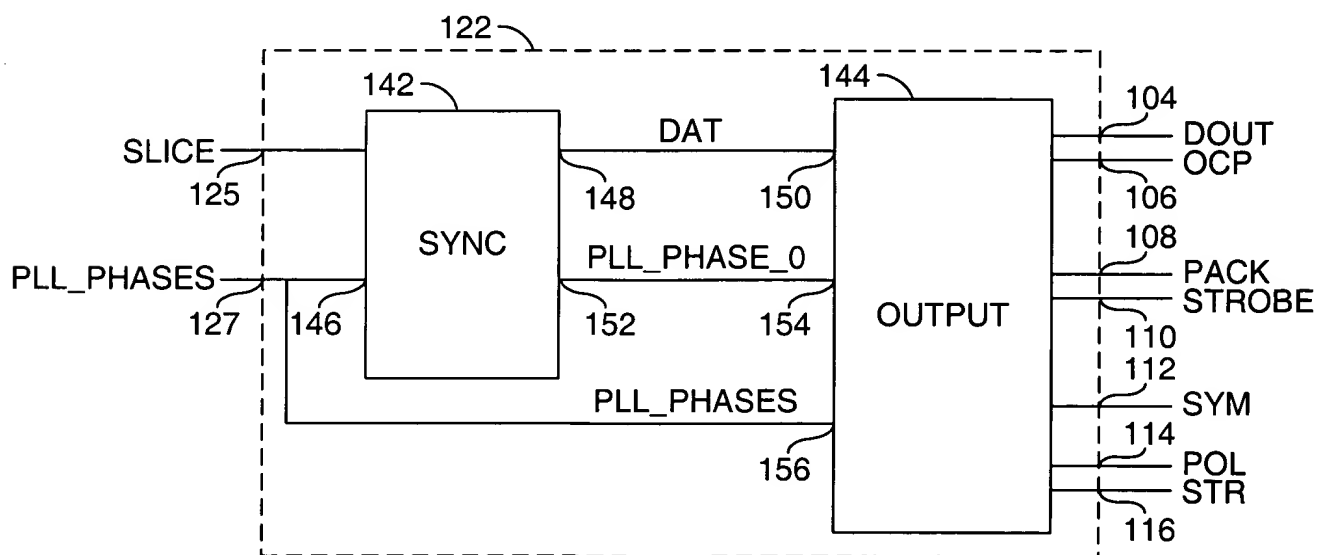 122
142
144
104
SLICE
DAT
DOUT
OCP
125
148
150
106
SYNC
108
PLL_PHASES
PLL_PHASE_0
PACK
STROBE
127
146
152
154
OUTPUT
110
112
PLL_PHASES
SYM
156
114
POL
STR
116